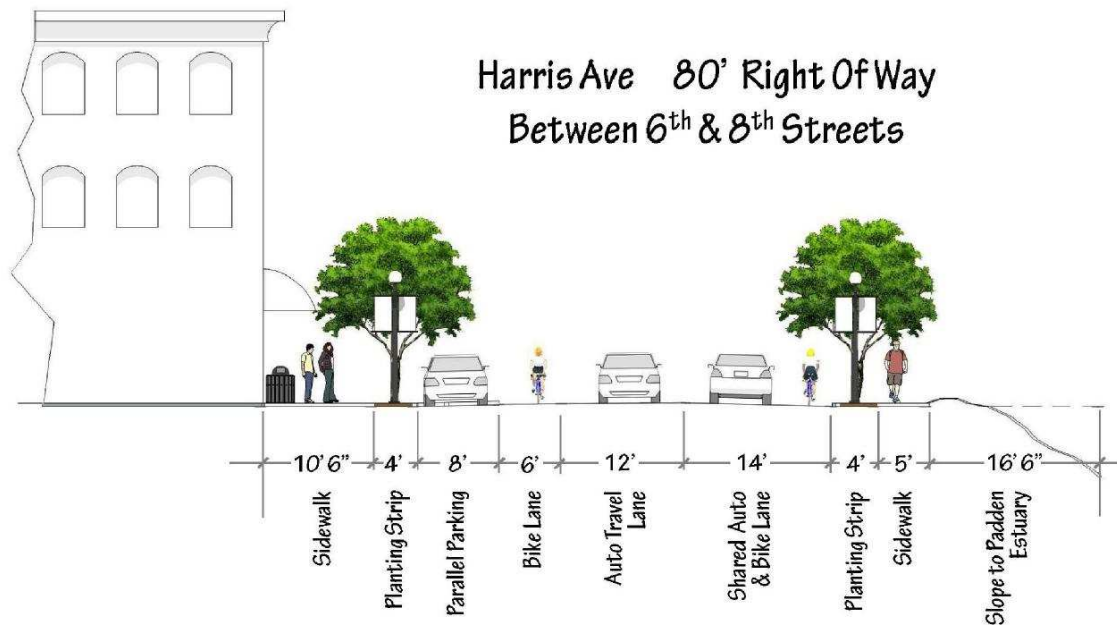 Harris Ave 80' Right Of Way
Between 6th & 8th Streets
10' 6" 4' 8' 6' 12' 14' 4' 5' 16' 6"
Sidewalk
Planting Strip
Parallel Parking
Bike Lane
Auto Travel
Lane
Shared Auto
& Bike Lane
Planting Strip
Sidewalk
Slope to Padden
Estuary